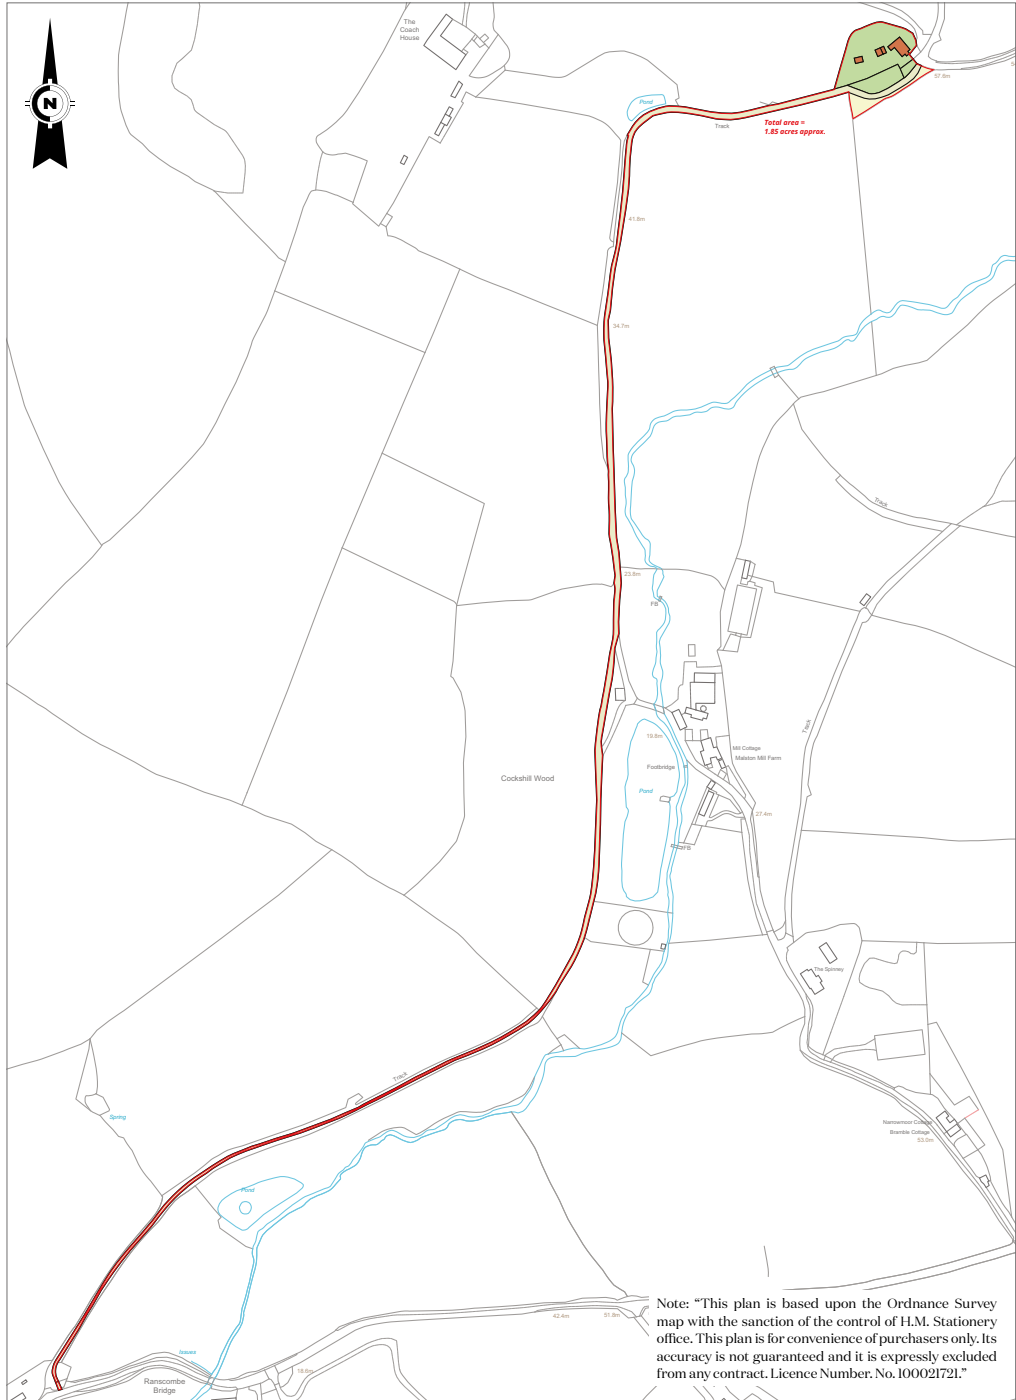 The
Coach
House
N
Pond
Track
Total area =
1.85 acres approx.
57.6m
41.8m
34.7m
Track
23.6m
FB
Track
19.8m
Mill Cottage
Malston Mill Farm
Footbridge
Cockshill Wood
Pond
27.4m
FB
The Spinney
Track
Spring
Narrowmoor Cottage
Bramble Cottage
53.0m
Pond
42.4m
51.8m
Issues
18.6m
Ranscombe
Bridge
Note: “This plan is based upon the Ordnance Survey
map with the sanction of the control of H.M. Stationery
office. This plan is for convenience of purchasers only. Its
accuracy is not guaranteed and it is expressly excluded
from any contract. Licence Number. No. 100021721.”